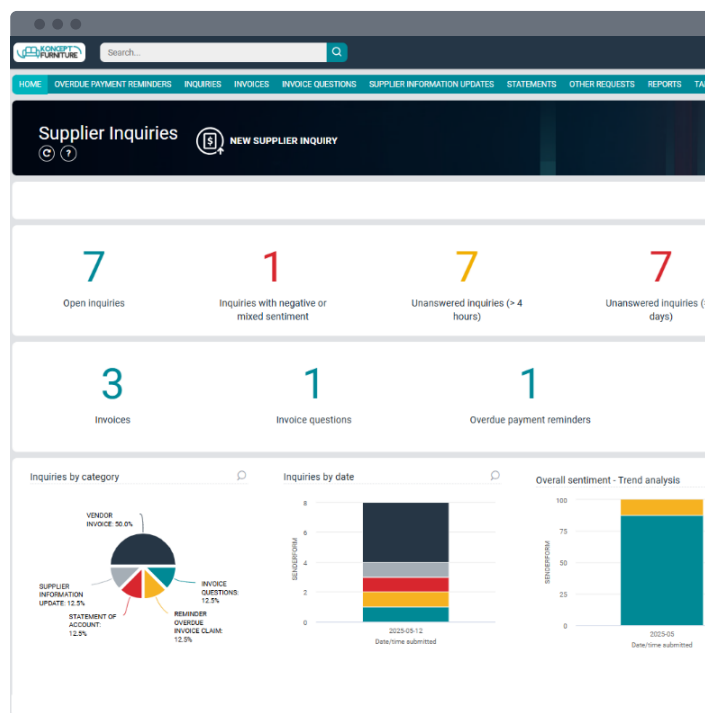 KONCEPT
FURNITURE
Search...
HOME OVERDUE PAYMENT REMINDERS INQUIRIES INVOICES INVOICE QUESTIONS SUPPLIER INFORMATION UPDATES STATEMENTS OTHER REQUESTS REPORTS
Supplier Inquiries
NEW SUPPLIER INQUIRY
7
Open inquiries
1
Inquiries with negative or
mixed sentiment
7
Unanswered inquiries (> 4
hours)
7
Unanswered inquiries (
days)
3
Invoices
1
Invoice questions
1
Overdue payment reminders
Inquiries by category
VENDOR
INVOICE: 50.0%
INVOICE
QUESTIONS:
12.5%
REMINDER
OVERDUE
INVOICE CLAIM:
12.5%
STATEMENT OF
ACCOUNT:
12.5%
SUPPLIER
INFORMATION
UPDATE: 12.5%
Inquiries by date
SENDERFORM
8
6
4
2
0
2025-05-12
Date/time submitted
Overall sentiment - Trend analysis
SENDERFORM
100
75
50
25
0
2025-05
Date/time submitted